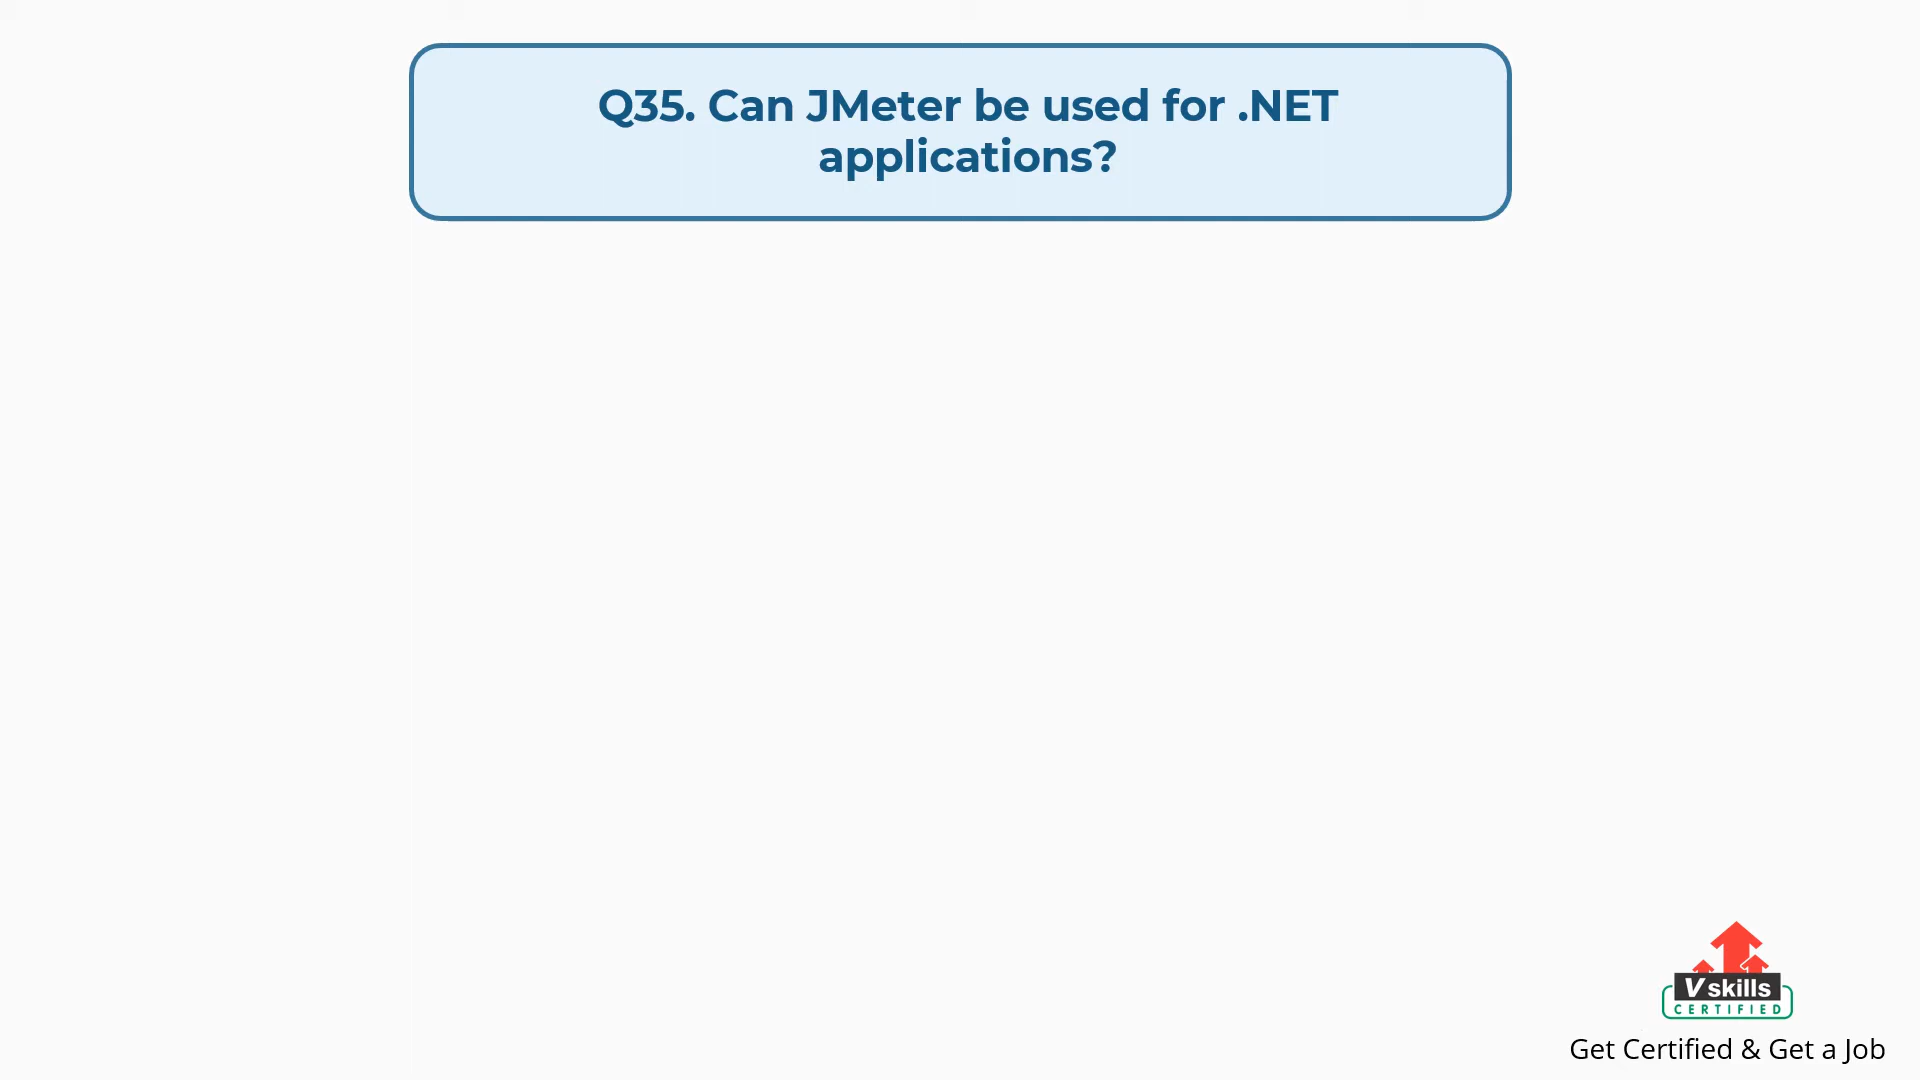 Q35. Can JMeter be used for .NET
applications?
Vskills
CERTIFIED
Get Certified & Get a Job